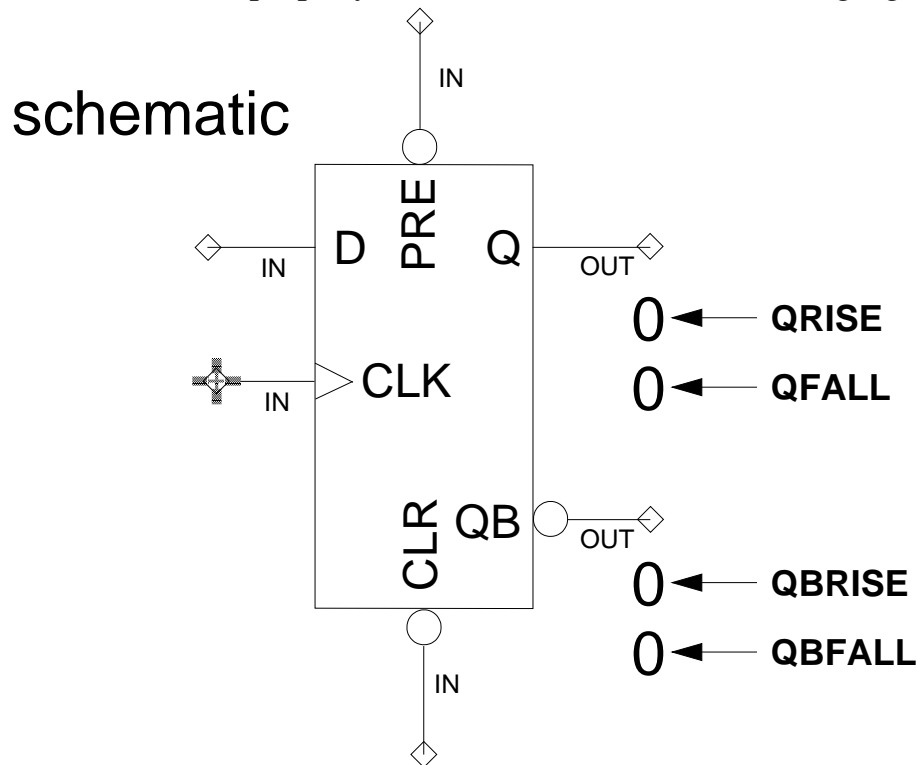 IN
schematic
PRE
D
Q
IN
OUT
0
QRISE
CLK
IN
0
QFALL
CLR
QB
OUT
0
QBRISE
0
QBFALL
IN